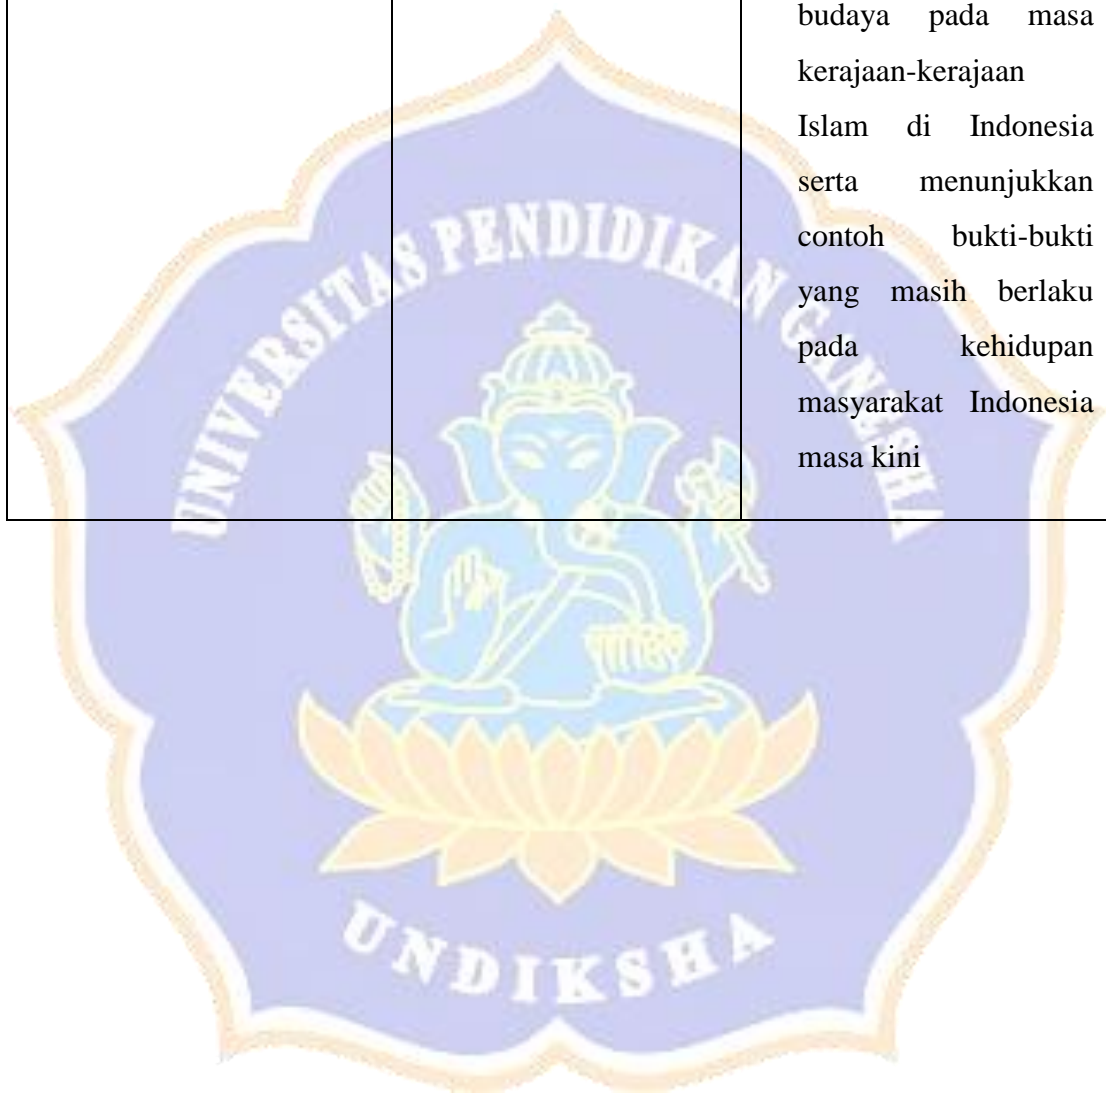 budaya pada masa
kerajaan-kerajaan
Islam di Indonesia
serta menunjukkan
contoh bukti-bukti
yang masih berlaku
pada kehidupan
masyarakat Indonesia
masa kini
UNIVERSITAS PENDIDIKAN GANESHA
UNDIKSHA